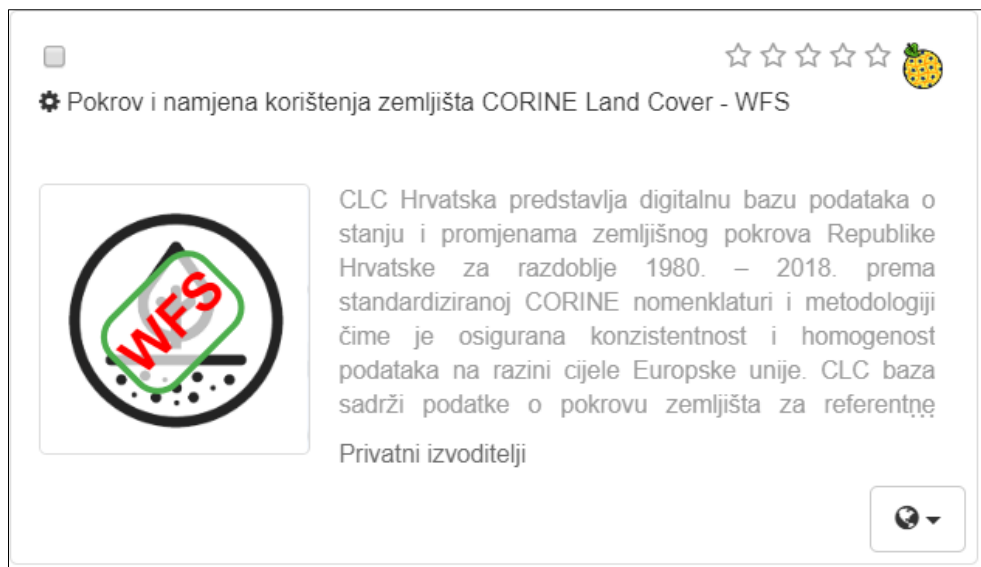 Pokrov i namjena korištenja zemljišta CORINE Land Cover - WFS
WFS
CLC Hrvatska predstavlja digitalnu bazu podataka o
stanju i promjenama zemljišnog pokrova Republike
Hrvatske za razdoblje 1980. – 2018. prema
standardiziranoj CORINE nomenklaturi i metodologiji
čime je osigurana konzistentnost i homogenost
podataka na razini cijele Europske unije. CLC baza
sadrži podatke o pokrovu zemljišta za referentne
Privatni izvoditelji